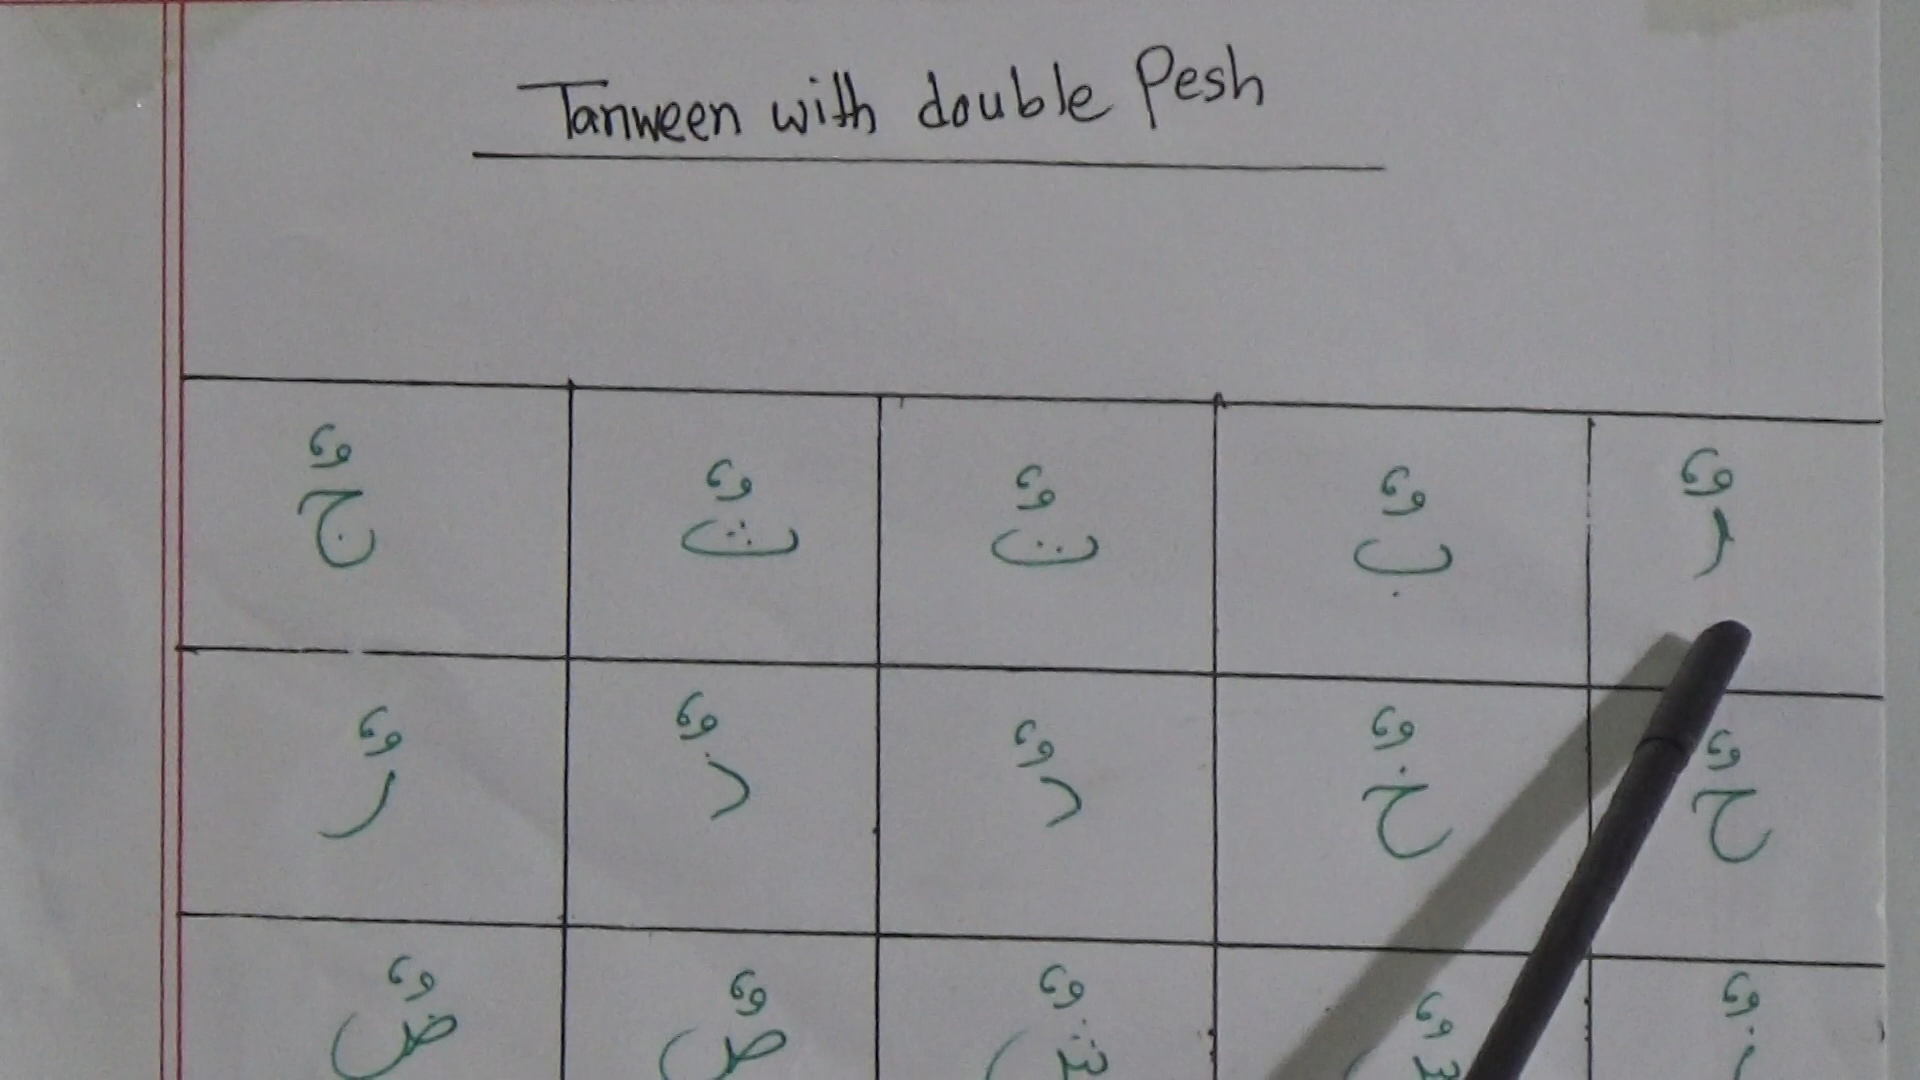 Tanween with double Pesh
اٌ بٌ تٌ ثٌ جٌ
حٌ خٌ دٌ ذٌ رٌ
زٌ سٌ شٌ صٌ ضٌ